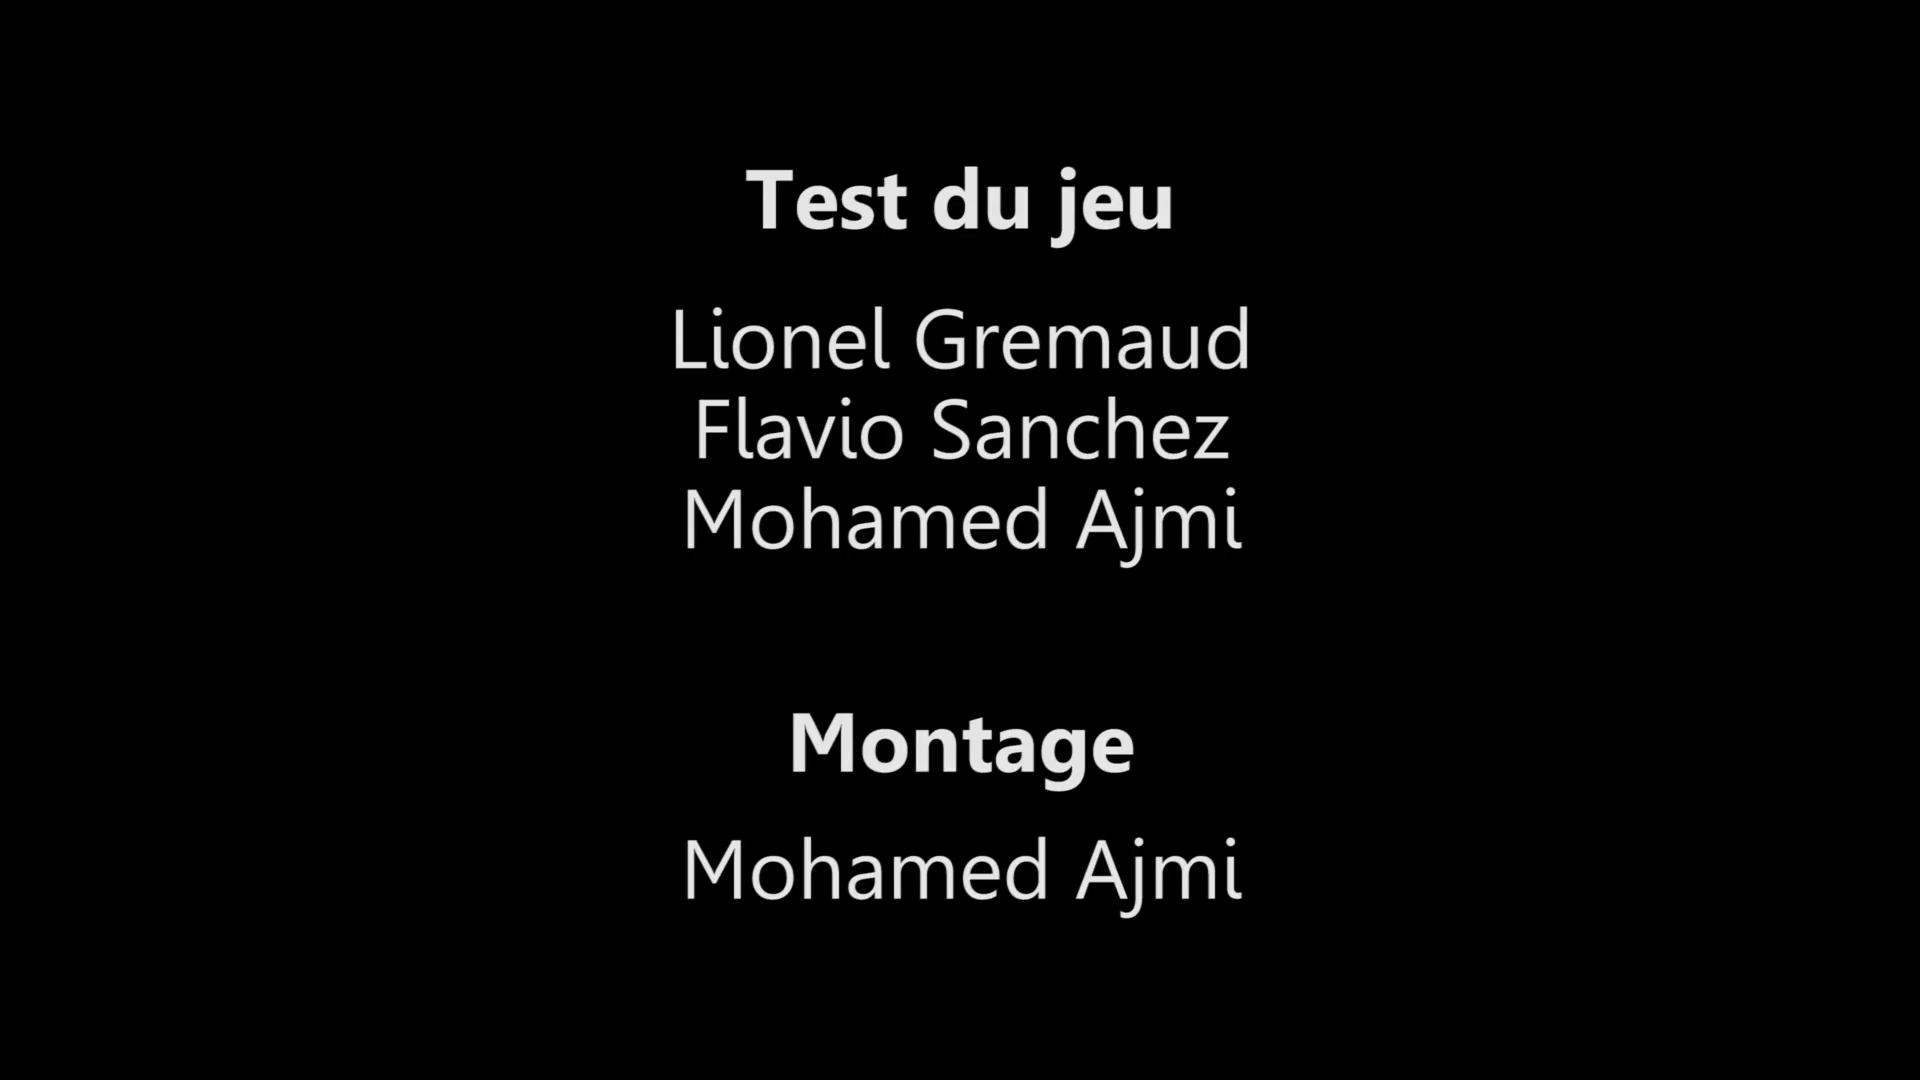 Test du jeu
Lionel Gremaud
Flavio Sanchez
Mohamed Ajmi
Montage
Mohamed Ajmi